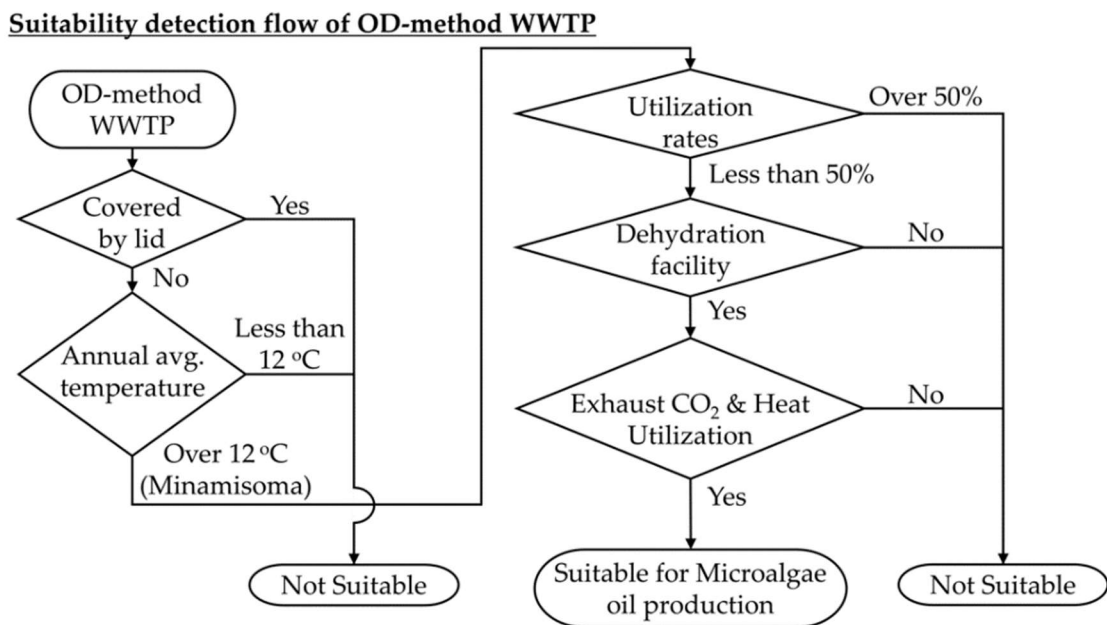 Suitability detection flow of OD-method WWTP
OD-method
WWTP
Covered
by lid
Yes
No
Annual avg.
temperature
Less than
12 °C
Over 12 °C
(Minamisoma)
Not Suitable
Utilization
rates
Over 50%
Less than 50%
Dehydration
facility
No
Yes
Exhaust CO₂ & Heat
Utilization
No
Yes
Suitable for Microalgae
oil production
Not Suitable